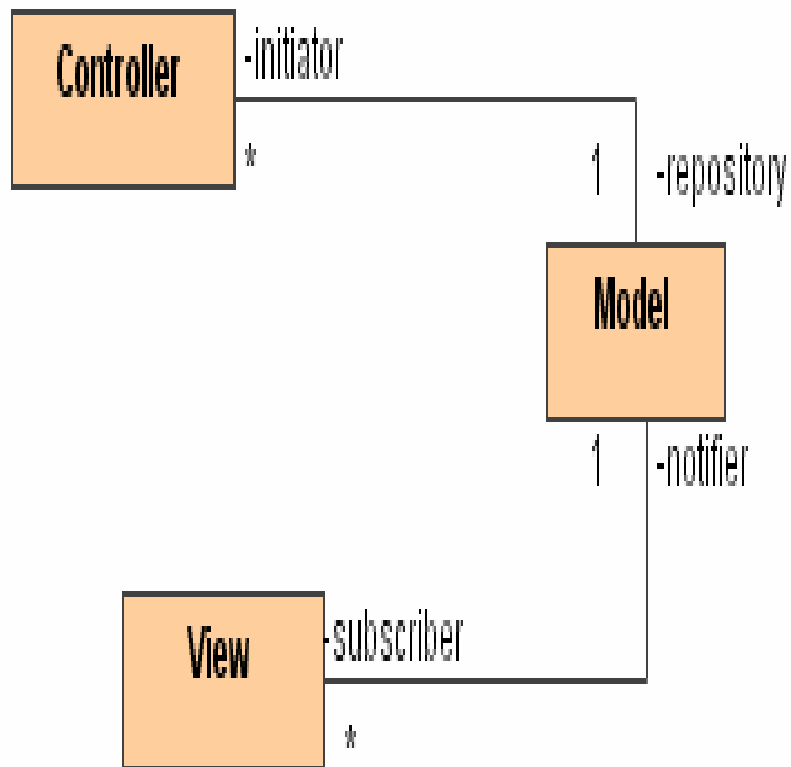 Controller
-initiator
*
1
-repository
Model
1
-notifier
View
-subscriber
*